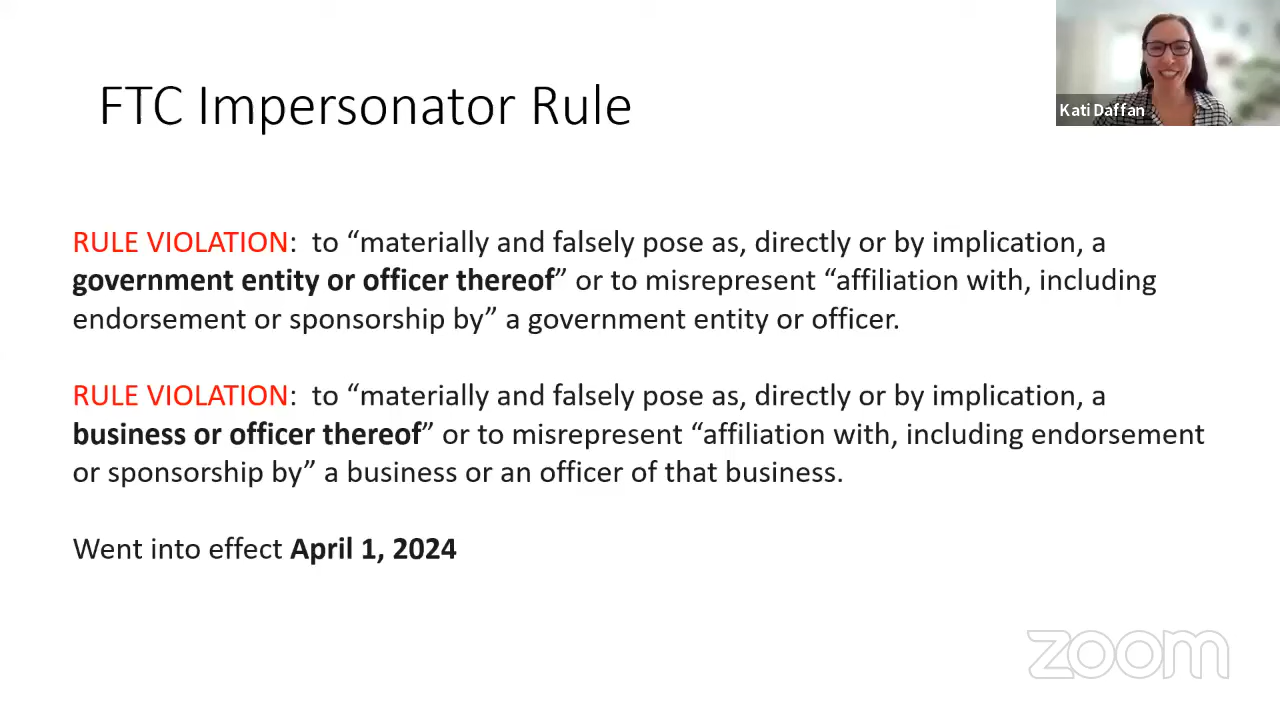 Kati Daffan
FTC Impersonator Rule
RULE VIOLATION:  to “materially and falsely pose as, directly or by implication, a
government entity or officer thereof” or to misrepresent “affiliation with, including
endorsement or sponsorship by” a government entity or officer.
RULE VIOLATION:  to “materially and falsely pose as, directly or by implication, a
business or officer thereof” or to misrepresent “affiliation with, including endorsement
or sponsorship by” a business or an officer of that business.
Went into effect April 1, 2024
zoom